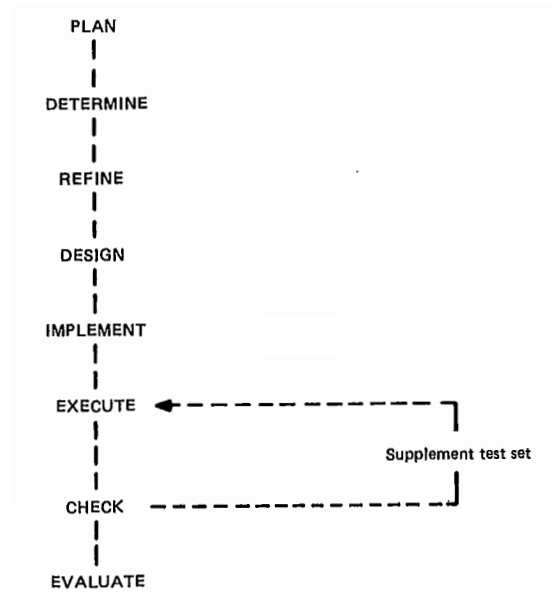 PLAN
DETERMINE
REFINE
DESIGN
IMPLEMENT
EXECUTE
Supplement test set
CHECK
EVALUATE